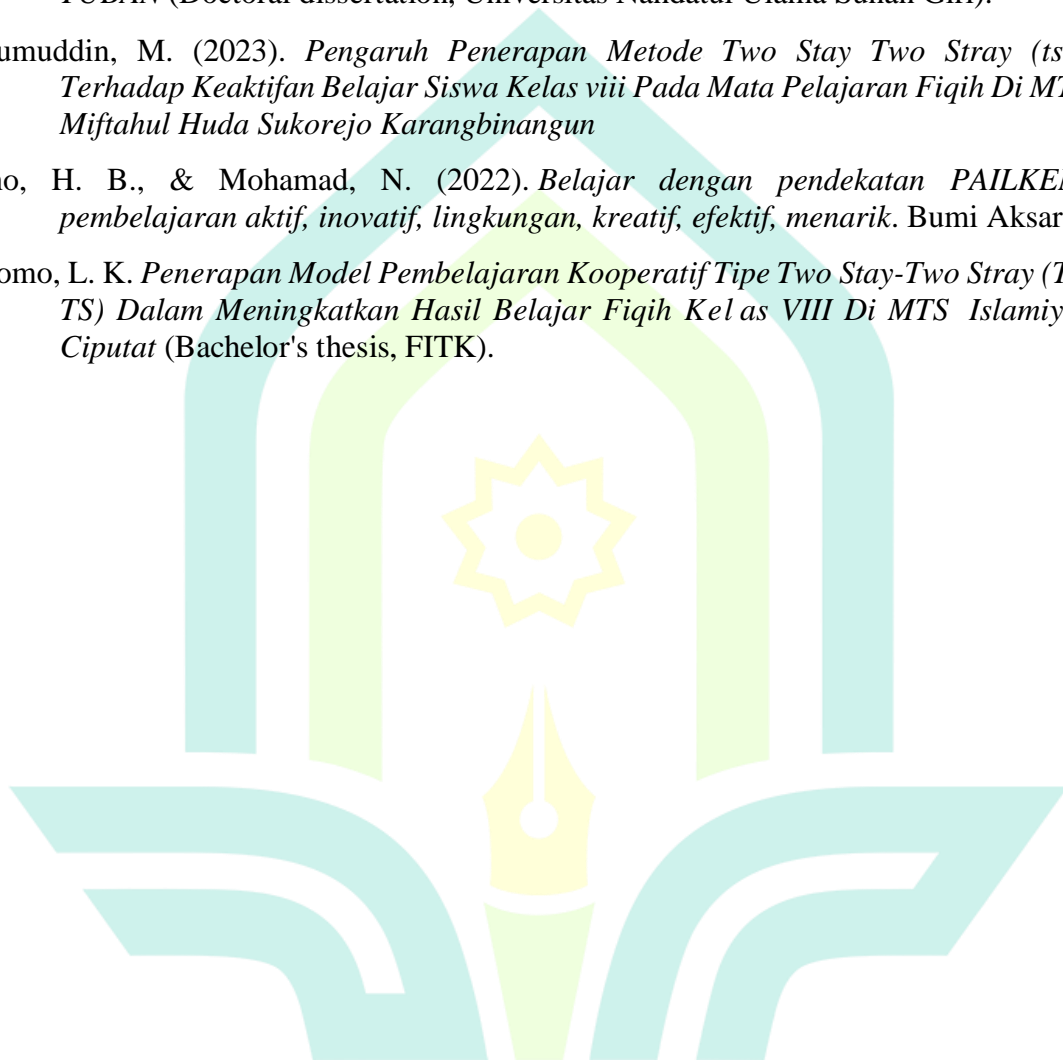 TUBAN (Doctoral dissertation, Universitas Nahdatul Ulama Sunan Giri).
umuddin, M. (2023). Pengaruh Penerapan Metode Two Stay Two Stray (ts
Terhadap Keaktifan Belajar Siswa Kelas viii Pada Mata Pelajaran Fiqih Di MT
Miftahul Huda Sukorejo Karangbinangun
no, H. B., & Mohamad, N. (2022). Belajar dengan pendekatan PAILKEM
pembelajaran aktif, inovatif, lingkungan, kreatif, efektif, menarik. Bumi Aksar
omo, L. K. Penerapan Model Pembelajaran Kooperatif Tipe Two Stay-Two Stray (T
TS) Dalam Meningkatkan Hasil Belajar Fiqih Kel as VIII Di MTS Islamiy
Ciputat (Bachelor's thesis, FITK).